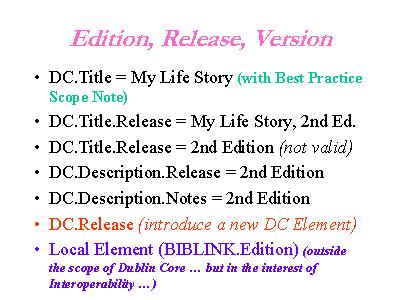 Edition, Release, Version
• DC.Title = My Life Story (with Best Practice
Scope Note)
• DC.Title.Release = My Life Story, 2nd Ed.
• DC.Title.Release = 2nd Edition (not valid)
• DC.Description.Release = 2nd Edition
• DC.Description.Notes = 2nd Edition
• DC.Release (introduce a new DC Element)
• Local Element (BIBLINK.Edition) (outside
the scope of Dublin Core ... but in the interest of
Interoperability ...)